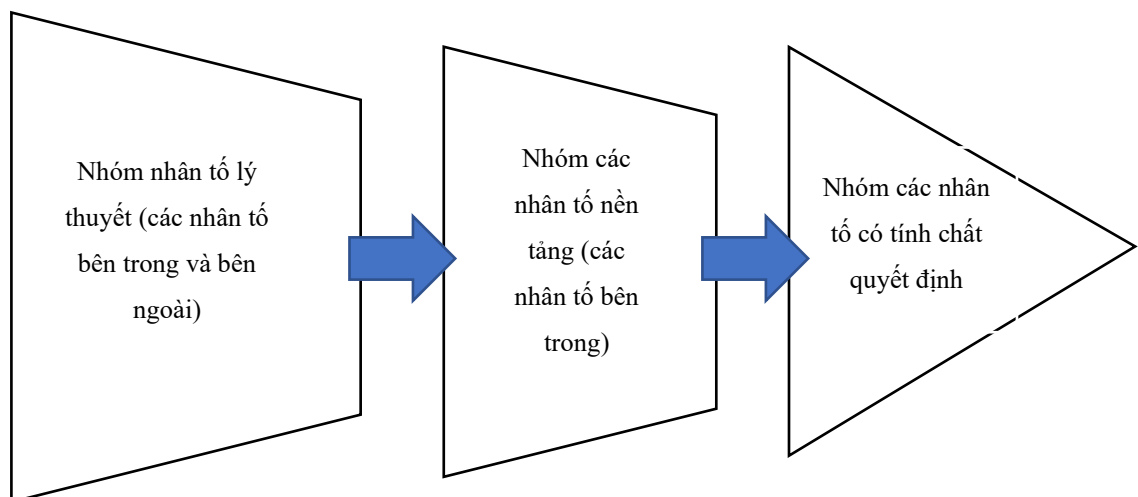 Nhóm nhân tố lý
thuyết (các nhân tố
bên trong và bên
ngoài)
Nhóm các
nhân tố nền
tảng (các
nhân tố bên
trong)
Nhóm các nhân
tố có tính chất
quyết định